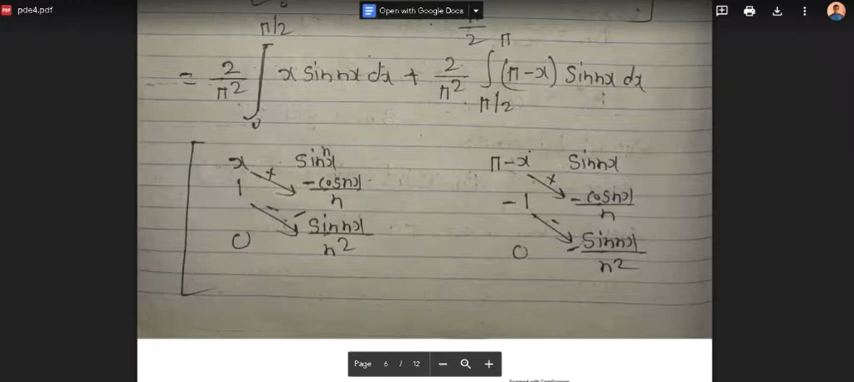 pde4.pdf
Open with Google Docs
π/2
π/2
= 2/π² ∫₀^{π/2} x sin nx dx + 2/π² ∫_{π/2}^{π} (π-x) sin nx dx
x sin nx π-x sin nx
1 + -cos nx/n -1 + -cos nx/n
0 - -sin nx/n² 0 - -sin nx/n²
Page 6 / 12